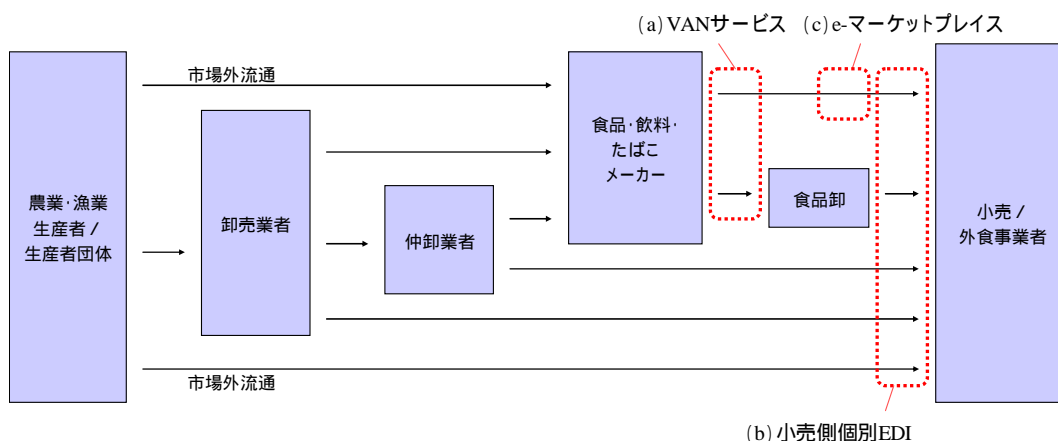 (a) VANサービス
(c) e-マーケットプレイス
市場外流通
農業・漁業
生産者 /
生産者団体
卸売業者
仲卸業者
食品・飲料・
たばこ
メーカー
食品卸
小売 /
外食事業者
市場外流通
(b) 小売側個別EDI